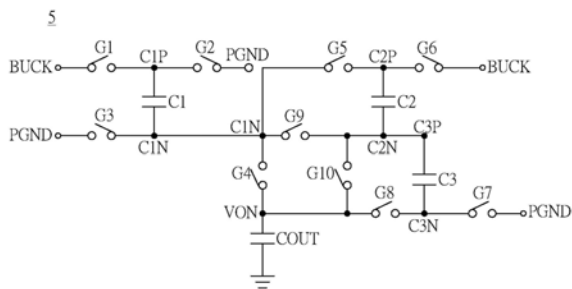 5
G1 C1P G2 PGND G5 C2P G6
BUCK BUCK
C1 C2
G3 C1N G9 C3P
PGND C1N C2N
G4 G10 C3
G8 G7
VON PGND
C3N
COUT